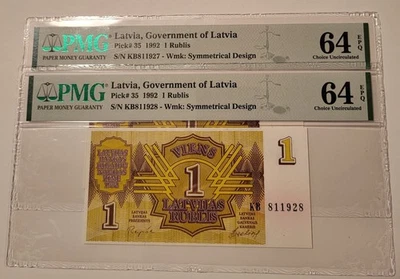 PMG
PAPER MONEY GUARANTY
Latvia, Government of Latvia
Pick# 35 1992 1 Rublis
S/N KB811927 - Wmk: Symmetrical Design
64 EPQ
Choice Uncirculated
PMG
PAPER MONEY GUARANTY
Latvia, Government of Latvia
Pick# 35 1992 1 Rublis
S/N KB811928 - Wmk: Symmetrical Design
64 EPQ
Choice Uncirculated
VIENS
1
1
1
LATVIJAS
RUBLIS
KB 811928